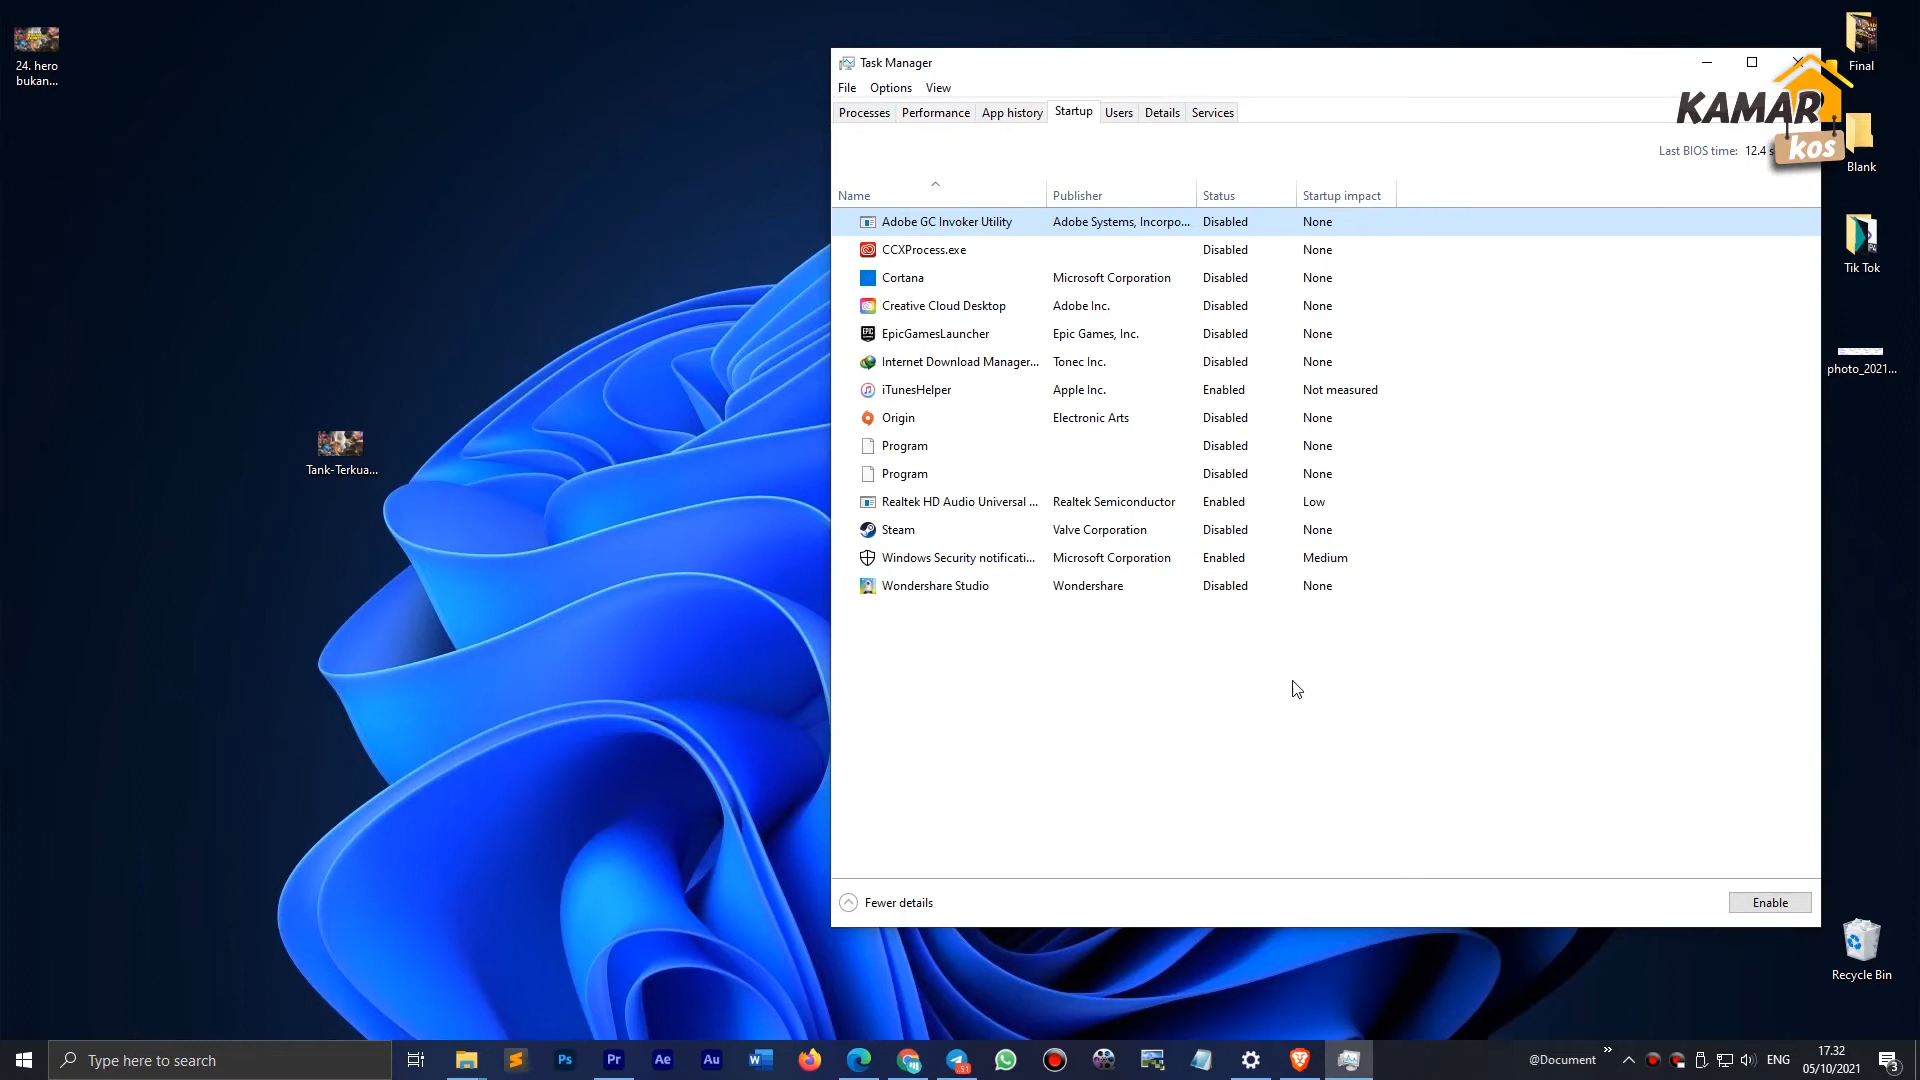 24. hero
bukan...
Tank-Terkua...
Task Manager
File Options View
Processes Performance App history Startup Users Details Services
Last BIOS time: 12.4 s
Name Publisher Status Startup impact
Adobe GC Invoker Utility Adobe Systems, Incorpo... Disabled None
CCXProcess.exe Disabled None
Cortana Microsoft Corporation Disabled None
Creative Cloud Desktop Adobe Inc. Disabled None
EpicGamesLauncher Epic Games, Inc. Disabled None
Internet Download Manager... Tonec Inc. Disabled None
iTunesHelper Apple Inc. Enabled Not measured
Origin Electronic Arts Disabled None
Program Disabled None
Program Disabled None
Realtek HD Audio Universal ... Realtek Semiconductor Enabled Low
Steam Valve Corporation Disabled None
Windows Security notificati... Microsoft Corporation Enabled Medium
Wondershare Studio Wondershare Disabled None
Fewer details Enable
KAMAR
kos
Final
Blank
Tik Tok
photo_2021...
Recycle Bin
Type here to search
Ps Pr Ae Au W
51
@Document » ENG
17.32
05/10/2021
3